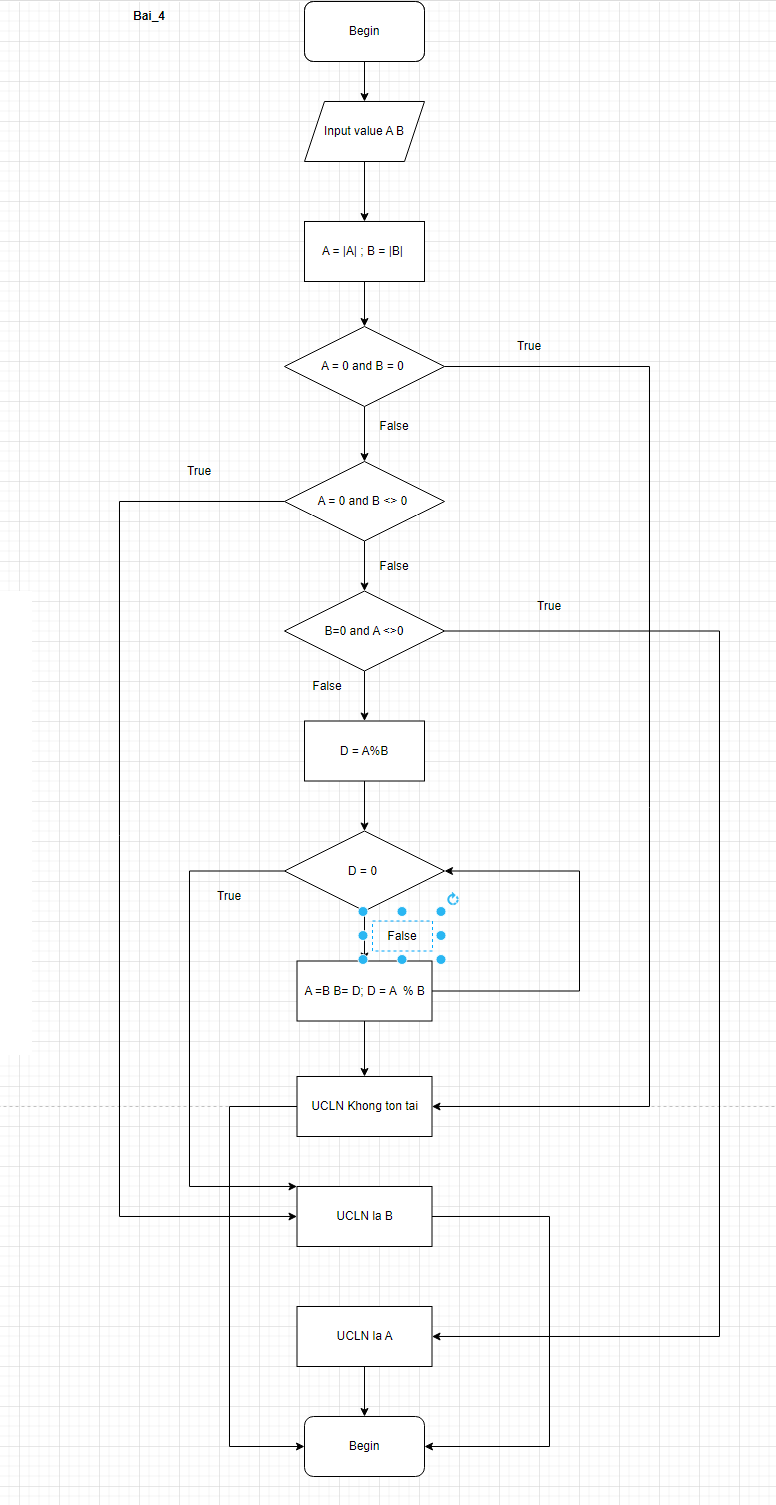 Bai_4
Begin
Input value A B
A = |A| ; B = |B|
A = 0 and B = 0
True
False
A = 0 and B <> 0
True
False
B=0 and A <>0
True
False
D = A%B
D = 0
True
False
A =B B= D; D = A % B
UCLN Khong ton tai
UCLN la B
UCLN la A
Begin